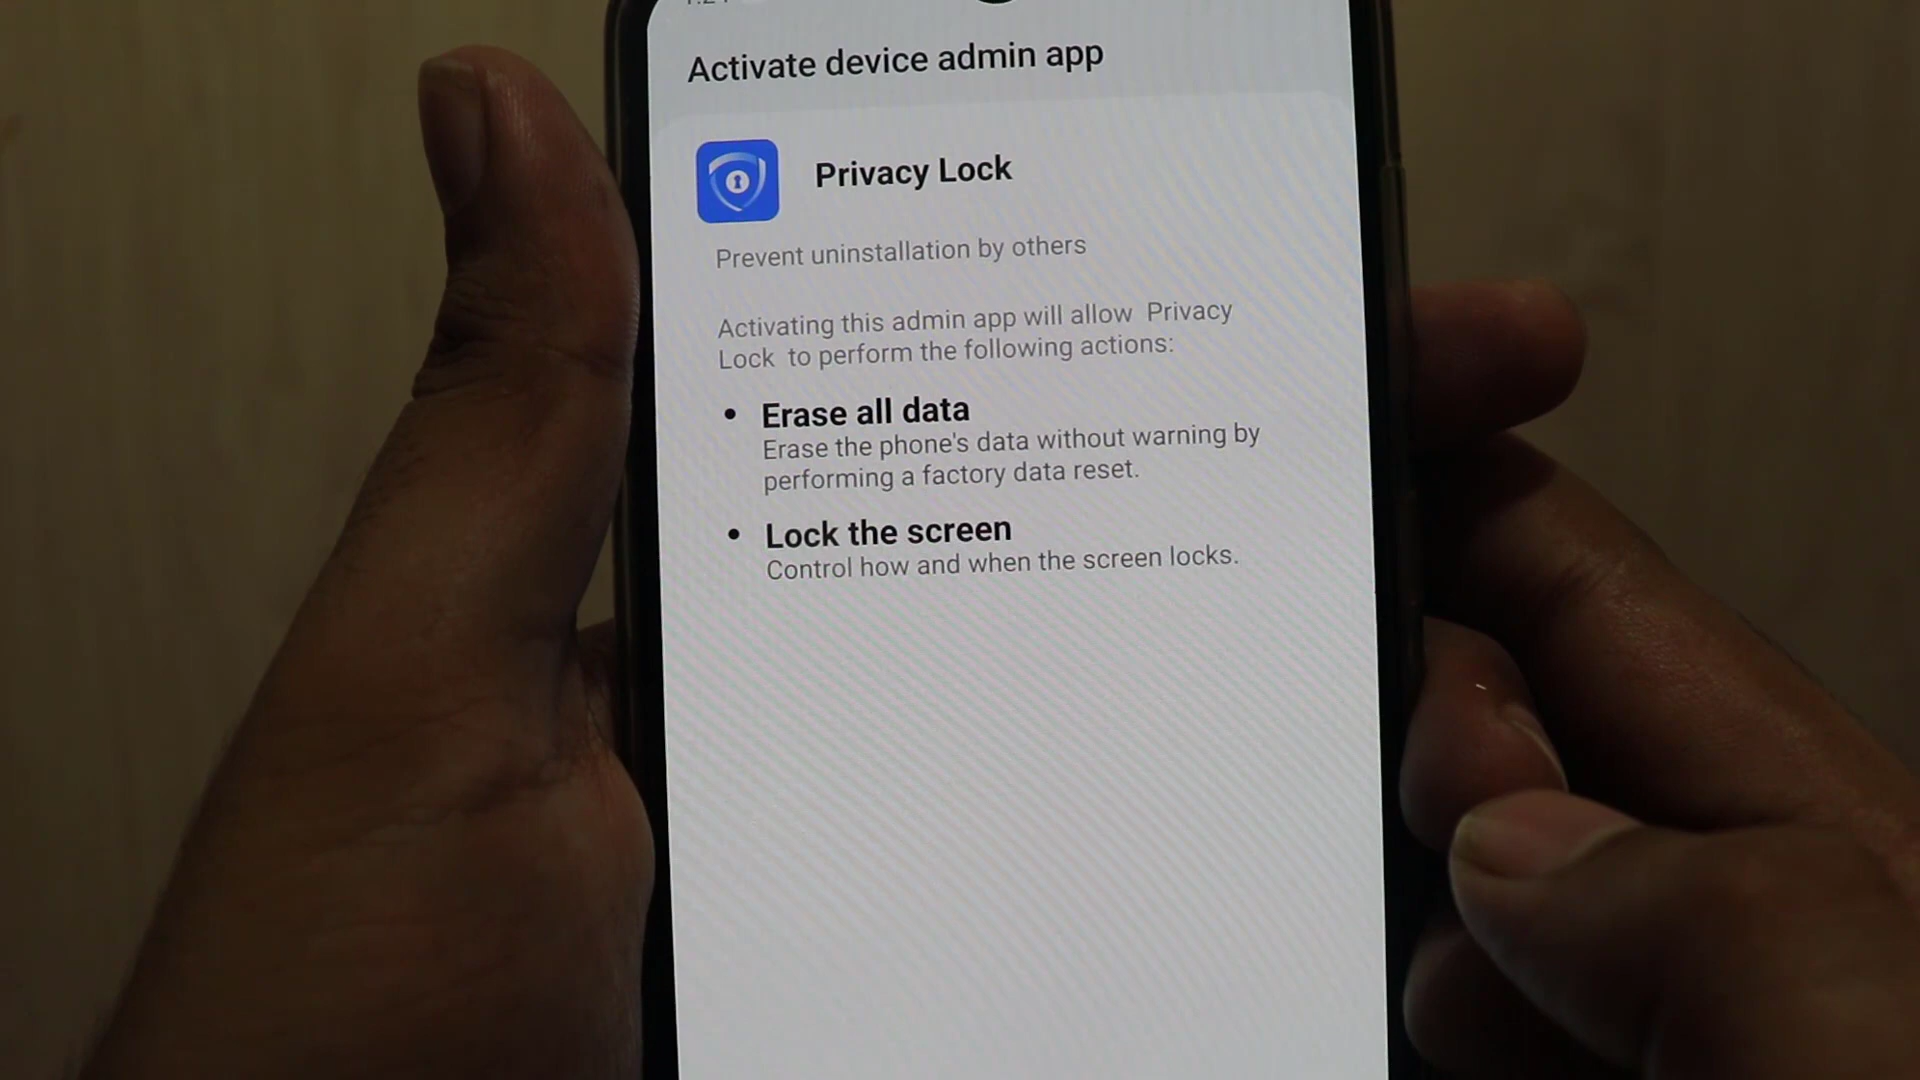 Activate device admin app
Privacy Lock
Prevent uninstallation by others
Activating this admin app will allow Privacy
Lock to perform the following actions:
• Erase all data
Erase the phone's data without warning by
performing a factory data reset.
• Lock the screen
Control how and when the screen locks.